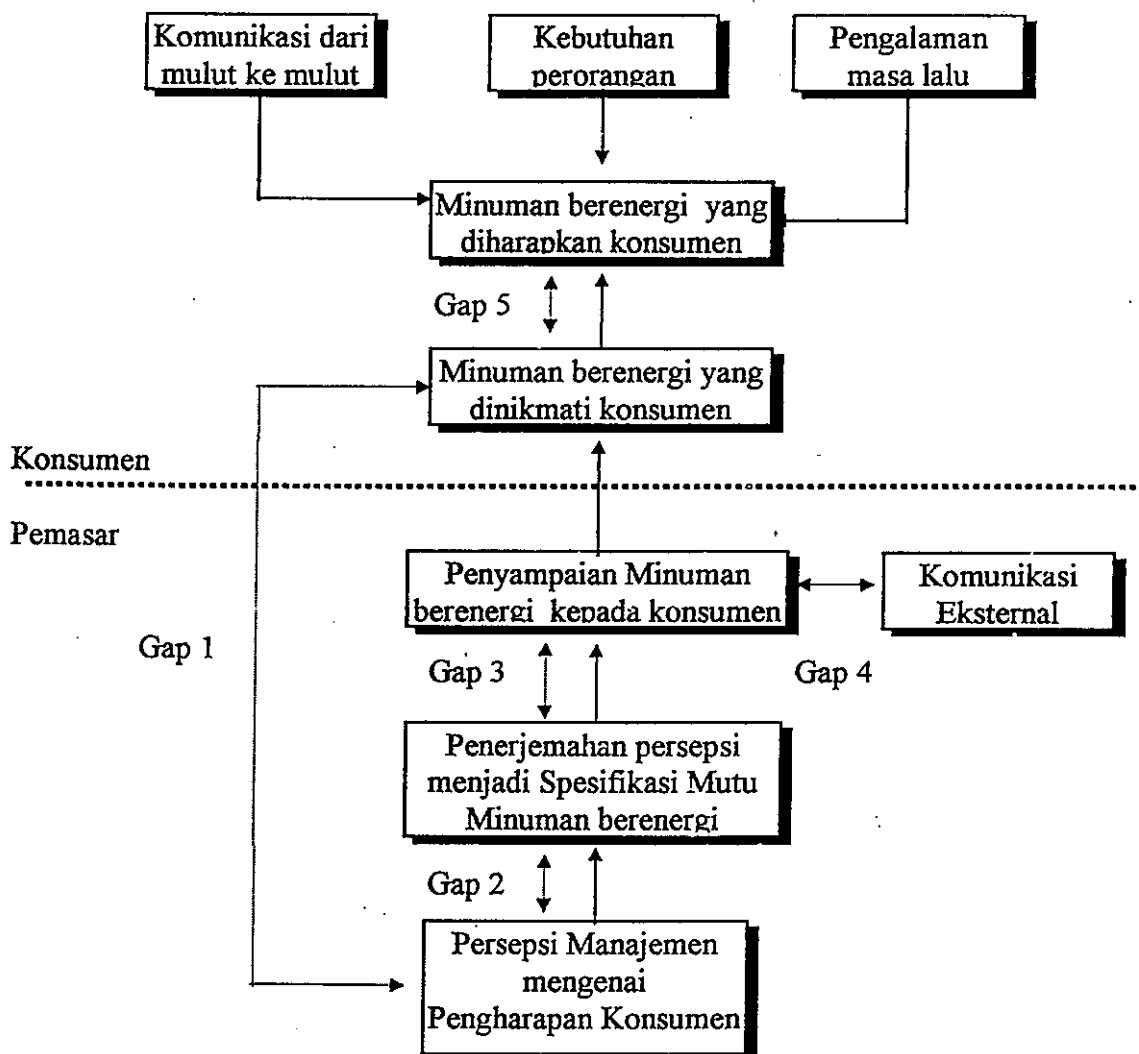 Komunikasi dari
mulut ke mulut
Kebutuhan
perorangan
Pengalaman
masa lalu
Minuman berenergi yang
diharapkan konsumen
Gap 5
Minuman berenergi yang
dinikmati konsumen
Konsumen
Pemasar
Penyampaian Minuman
berenergi kepada konsumen
Komunikasi
Eksternal
Gap 1
Gap 3
Gap 4
Penerjemahan persepsi
menjadi Spesifikasi Mutu
Minuman berenergi
Gap 2
Persepsi Manajemen
mengenai
Pengharapan Konsumen